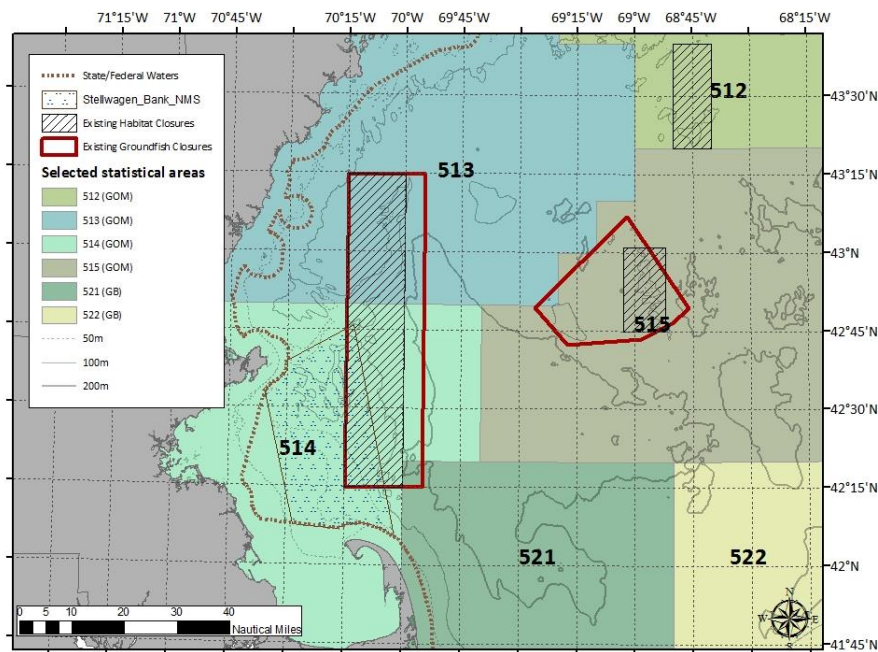 71°15'W 71°W 70°45'W 70°15'W 70°W 69°45'W 69°15'W 69°W 68°45'W 68°15'W
State/Federal Waters
Stellwagen_Bank_NMS
Existing Habitat Closures
Existing Groundfish Closures
Selected statistical areas
512 (GOM)
513 (GOM)
514 (GOM)
515 (GOM)
521 (GB)
522 (GB)
50m
100m
200m
512
513
515
514
521
522
43°30'N
43°15'N
43°N
42°45'N
42°30'N
42°15'N
42°N
41°45'N
0 5 10 20 30 40
Nautical Miles
N
W E
S